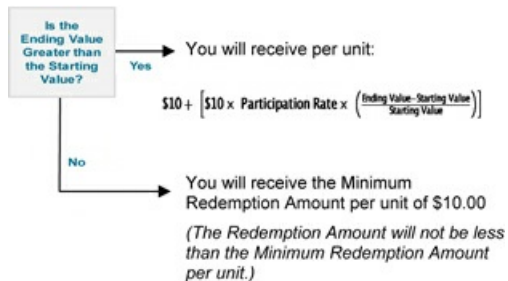 Is the
Ending Value
Greater than
the Starting
Value?
Yes
You will receive per unit:
$10 + [$10 × Participation Rate × (Ending Value–Starting Value / Starting Value)]
No
You will receive the Minimum
Redemption Amount per unit of $10.00
(The Redemption Amount will not be less
than the Minimum Redemption Amount
per unit.)